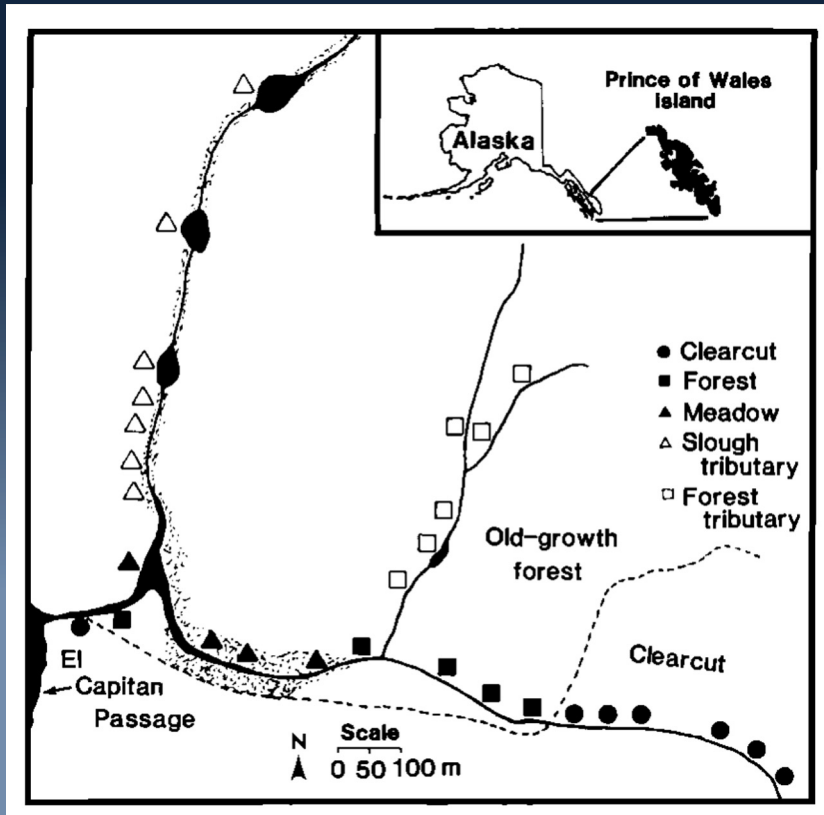 Prince of Wales
Island
Alaska
Clearcut
Forest
Meadow
Slough
tributary
Forest
tributary
Old-growth
forest
Clearcut
El
Capitan
Passage
N
Scale
0 50 100 m